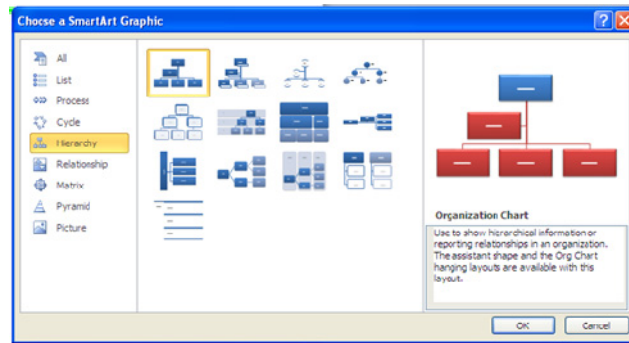 Choose a SmartArt Graphic
All
List
Process
Cycle
Hierarchy
Relationship
Matrix
Pyramid
Picture
Organization Chart
Use to show hierarchical information or
reporting relationships in an organization.
The assistant shape and the Org Chart
hanging layouts are available with this
layout.
OK
Cancel